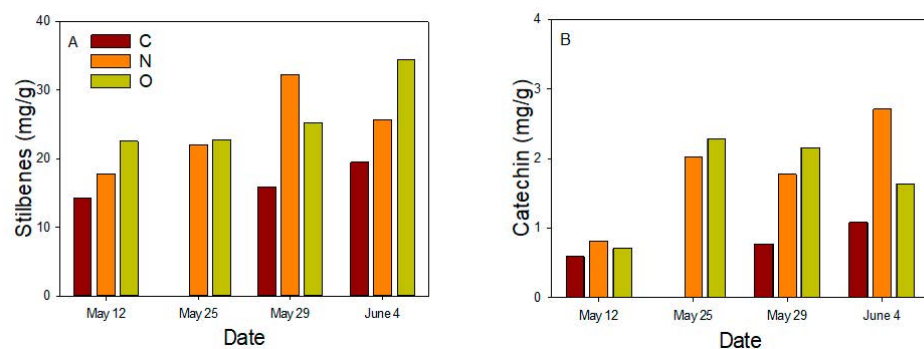 A
C
N
O
40
30
20
10
0
Stilbenes (mg/g)
May 12 May 25 May 29 June 4
Date
B
4
3
2
1
0
Catechin (mg/g)
May 12 May 25 May 29 June 4
Date